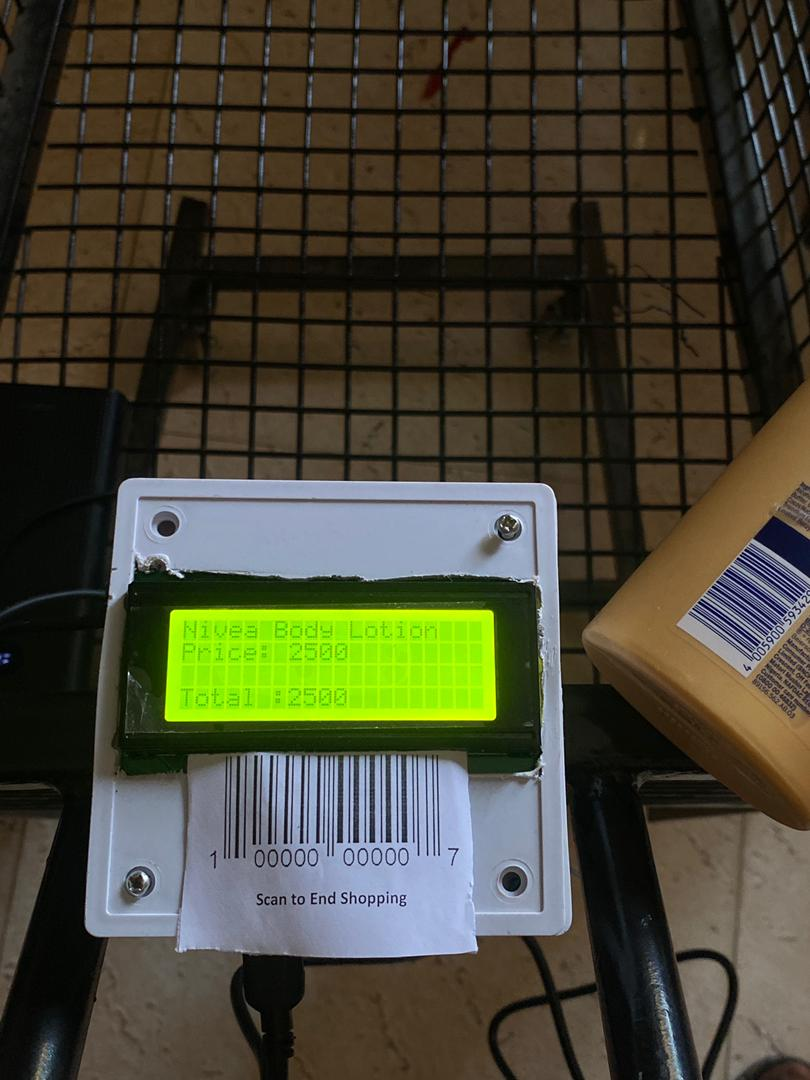 Nivea Body Lotion
Price: 2500
Total :2500
1 00000 00000 7
Scan to End Shopping